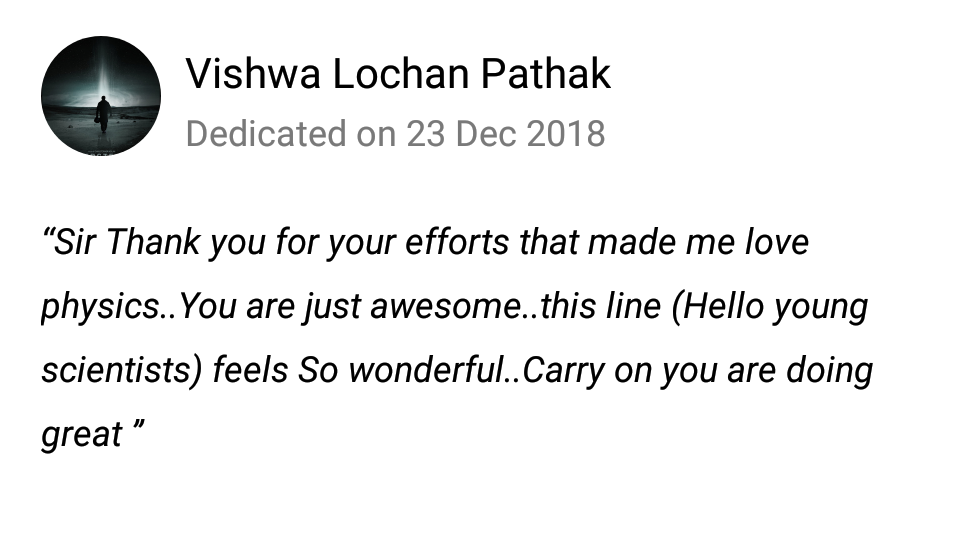 Vishwa Lochan Pathak
Dedicated on 23 Dec 2018
“Sir Thank you for your efforts that made me love
physics..You are just awesome..this line (Hello young
scientists) feels So wonderful..Carry on you are doing
great ”